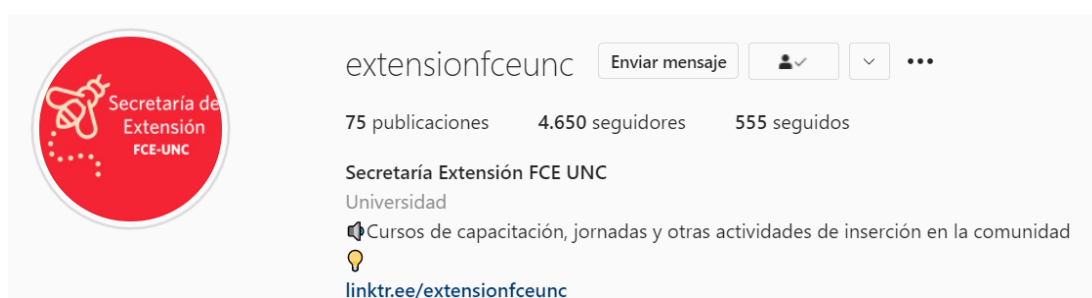 Secretaría de
Extensión
FCE-UNC
extensionfceunc Enviar mensaje
75 publicaciones 4.650 seguidores 555 seguidos
Secretaría Extensión FCE UNC
Universidad
Cursos de capacitación, jornadas y otras actividades de inserción en la comunidad
linktr.ee/extensionfceunc